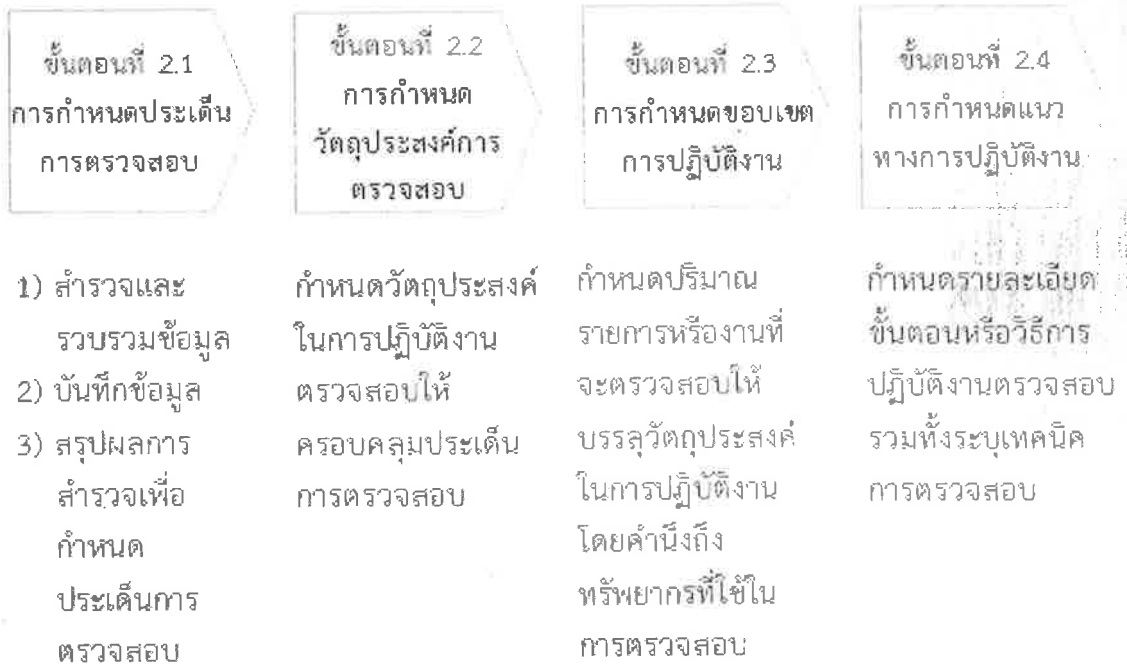 ขั้นตอนที่ 2.1
การกำหนดประเด็น
การตรวจสอบ
ขั้นตอนที่ 2.2
การกำหนด
วัตถุประสงค์การ
ตรวจสอบ
ขั้นตอนที่ 2.3
การกำหนดขอบเขต
การปฏิบัติงาน
ขั้นตอนที่ 2.4
การกำหนดแนว
ทางการปฏิบัติงาน
1) สำรวจและ
รวบรวมข้อมูล
2) บันทึกข้อมูล
3) สรุปผลการ
สำรวจเพื่อ
กำหนด
ประเด็นการ
ตรวจสอบ
กำหนดวัตถุประสงค์
ในการปฏิบัติงาน
ตรวจสอบให้
ครอบคลุมประเด็น
การตรวจสอบ
กำหนดปริมาณ
รายการหรืองานที่
จะตรวจสอบให้
บรรลุวัตถุประสงค์
ในการปฏิบัติงาน
โดยคำนึงถึง
ทรัพยากรที่ใช้ใน
การตรวจสอบ
กำหนดรายละเอียด
ขั้นตอนหรือวิธีการ
ปฏิบัติงานตรวจสอบ
รวมทั้งระบุเทคนิค
การตรวจสอบ